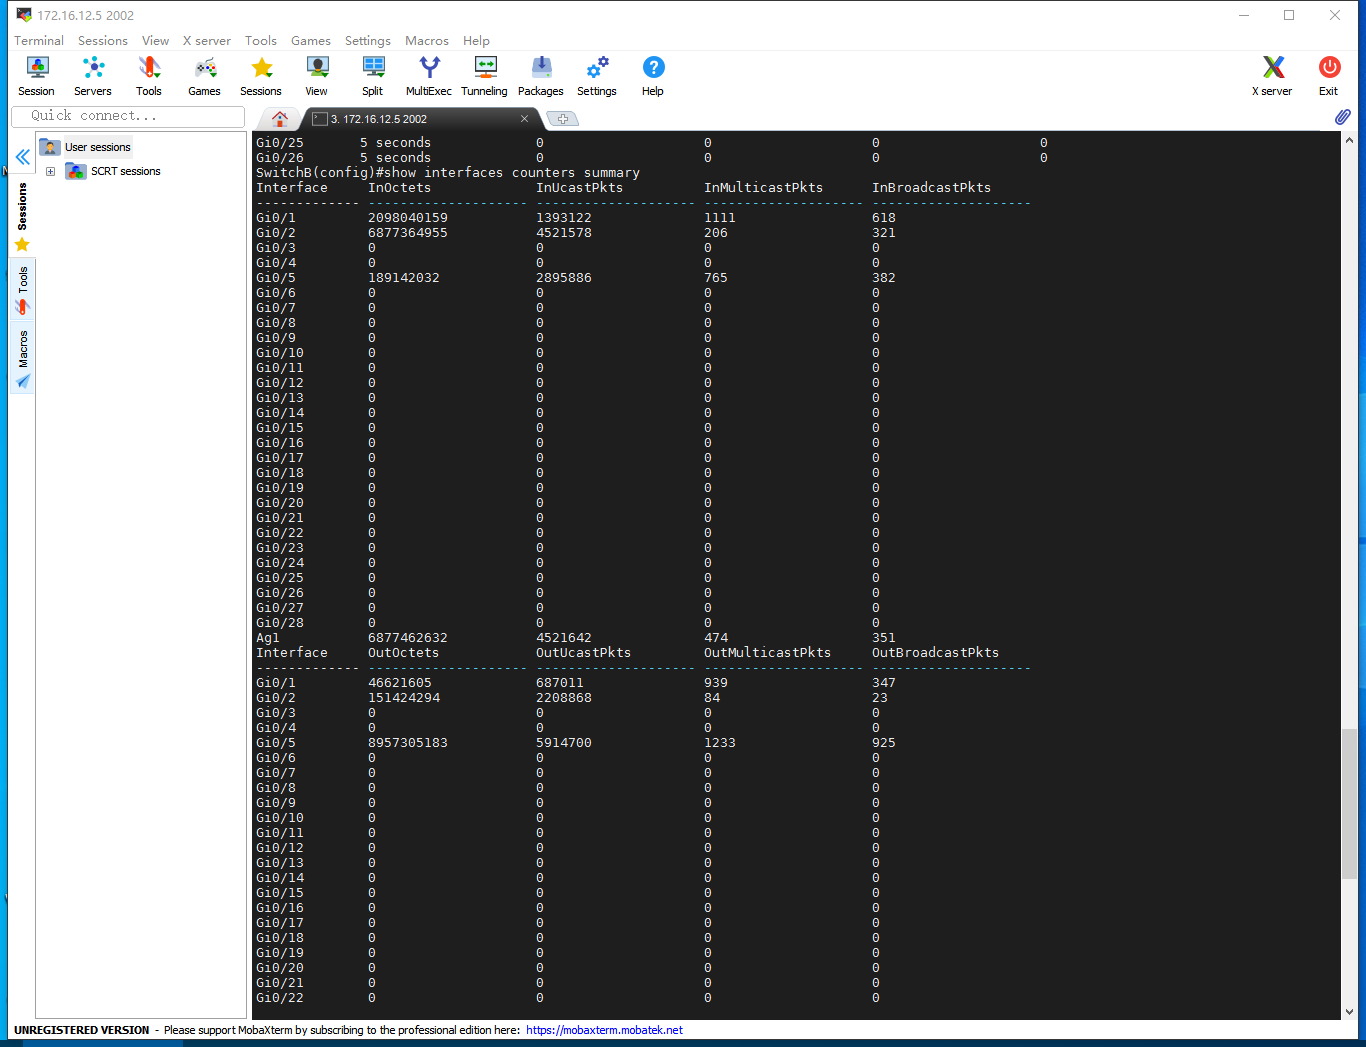 172.16.12.5 2002
Terminal Sessions View X server Tools Games Settings Macros Help
Session Servers Tools Games Sessions View Split MultiExec Tunneling Packages Settings Help X server Exit
Quick connect...
3. 172.16.12.5 2002
User sessions
SCRT sessions
Sessions
Tools
Macros
Gi0/25 5 seconds 0 0 0 0
Gi0/26 5 seconds 0 0 0 0
SwitchB(config)#show interfaces counters summary
Interface InOctets InUcastPkts InMulticastPkts InBroadcastPkts
------------- -------------------- -------------------- -------------------- --------------------
Gi0/1 2098040159 1393122 1111 618
Gi0/2 6877364955 4521578 206 321
Gi0/3 0 0 0 0
Gi0/4 0 0 0 0
Gi0/5 189142032 2895886 765 382
Gi0/6 0 0 0 0
Gi0/7 0 0 0 0
Gi0/8 0 0 0 0
Gi0/9 0 0 0 0
Gi0/10 0 0 0 0
Gi0/11 0 0 0 0
Gi0/12 0 0 0 0
Gi0/13 0 0 0 0
Gi0/14 0 0 0 0
Gi0/15 0 0 0 0
Gi0/16 0 0 0 0
Gi0/17 0 0 0 0
Gi0/18 0 0 0 0
Gi0/19 0 0 0 0
Gi0/20 0 0 0 0
Gi0/21 0 0 0 0
Gi0/22 0 0 0 0
Gi0/23 0 0 0 0
Gi0/24 0 0 0 0
Gi0/25 0 0 0 0
Gi0/26 0 0 0 0
Gi0/27 0 0 0 0
Gi0/28 0 0 0 0
Ag1 6877462632 4521642 474 351
Interface OutOctets OutUcastPkts OutMulticastPkts OutBroadcastPkts
------------- -------------------- -------------------- -------------------- --------------------
Gi0/1 46621605 687011 939 347
Gi0/2 151424294 2208868 84 23
Gi0/3 0 0 0 0
Gi0/4 0 0 0 0
Gi0/5 8957305183 5914700 1233 925
Gi0/6 0 0 0 0
Gi0/7 0 0 0 0
Gi0/8 0 0 0 0
Gi0/9 0 0 0 0
Gi0/10 0 0 0 0
Gi0/11 0 0 0 0
Gi0/12 0 0 0 0
Gi0/13 0 0 0 0
Gi0/14 0 0 0 0
Gi0/15 0 0 0 0
Gi0/16 0 0 0 0
Gi0/17 0 0 0 0
Gi0/18 0 0 0 0
Gi0/19 0 0 0 0
Gi0/20 0 0 0 0
Gi0/21 0 0 0 0
Gi0/22 0 0 0 0
UNREGISTERED VERSION - Please support MobaXterm by subscribing to the professional edition here: https://mobaxterm.mobatek.net